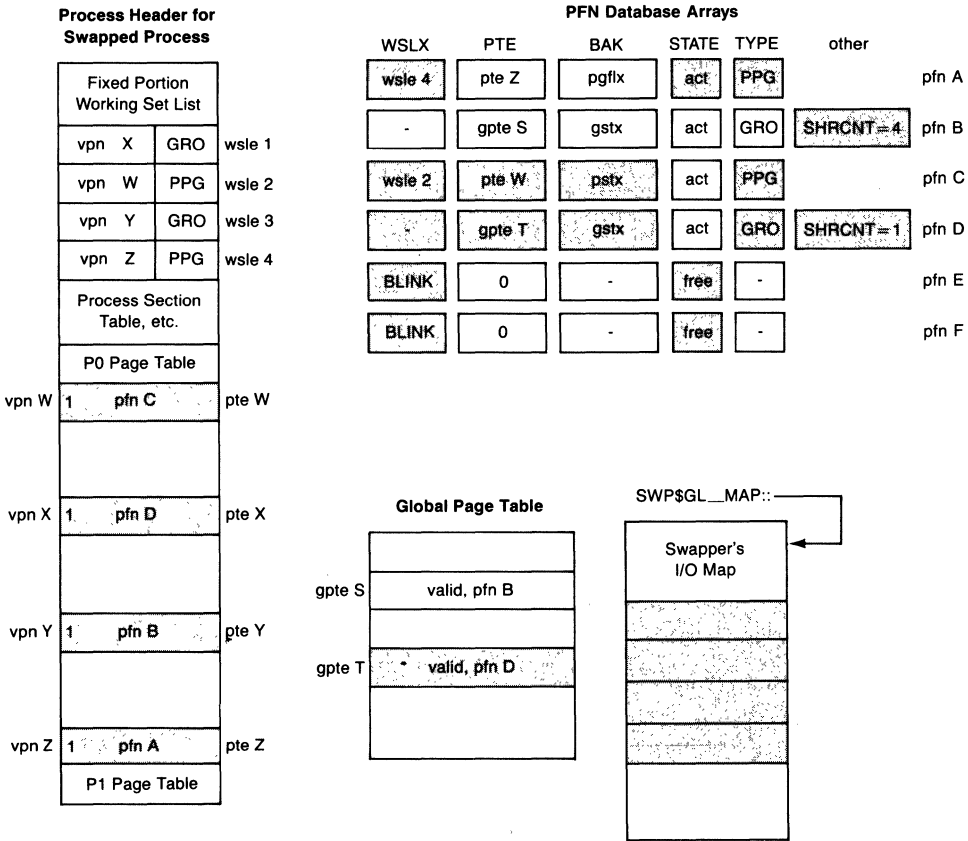 Process Header for
Swapped Process
Fixed Portion
Working Set List
vpn X GRO wsle 1
vpn W PPG wsle 2
vpn Y GRO wsle 3
vpn Z PPG wsle 4
Process Section
Table, etc.
P0 Page Table
vpn W 1 pfn C pte W
vpn X 1 pfn D pte X
vpn Y 1 pfn B pte Y
vpn Z 1 pfn A pte Z
P1 Page Table
PFN Database Arrays
WSLX PTE BAK STATE TYPE other
wsle 4 pte Z pgflx act PPG pfn A
- gpte S gstx act GRO SHRCNT=4 pfn B
wsle 2 pte W pstx act PPG pfn C
- gpte T gstx act GRO SHRCNT=1 pfn D
BLINK 0 - free - pfn E
BLINK 0 - free - pfn F
Global Page Table
gpte S valid, pfn B
gpte T valid, pfn D
SWP$GL__MAP::
Swapper's
I/O Map